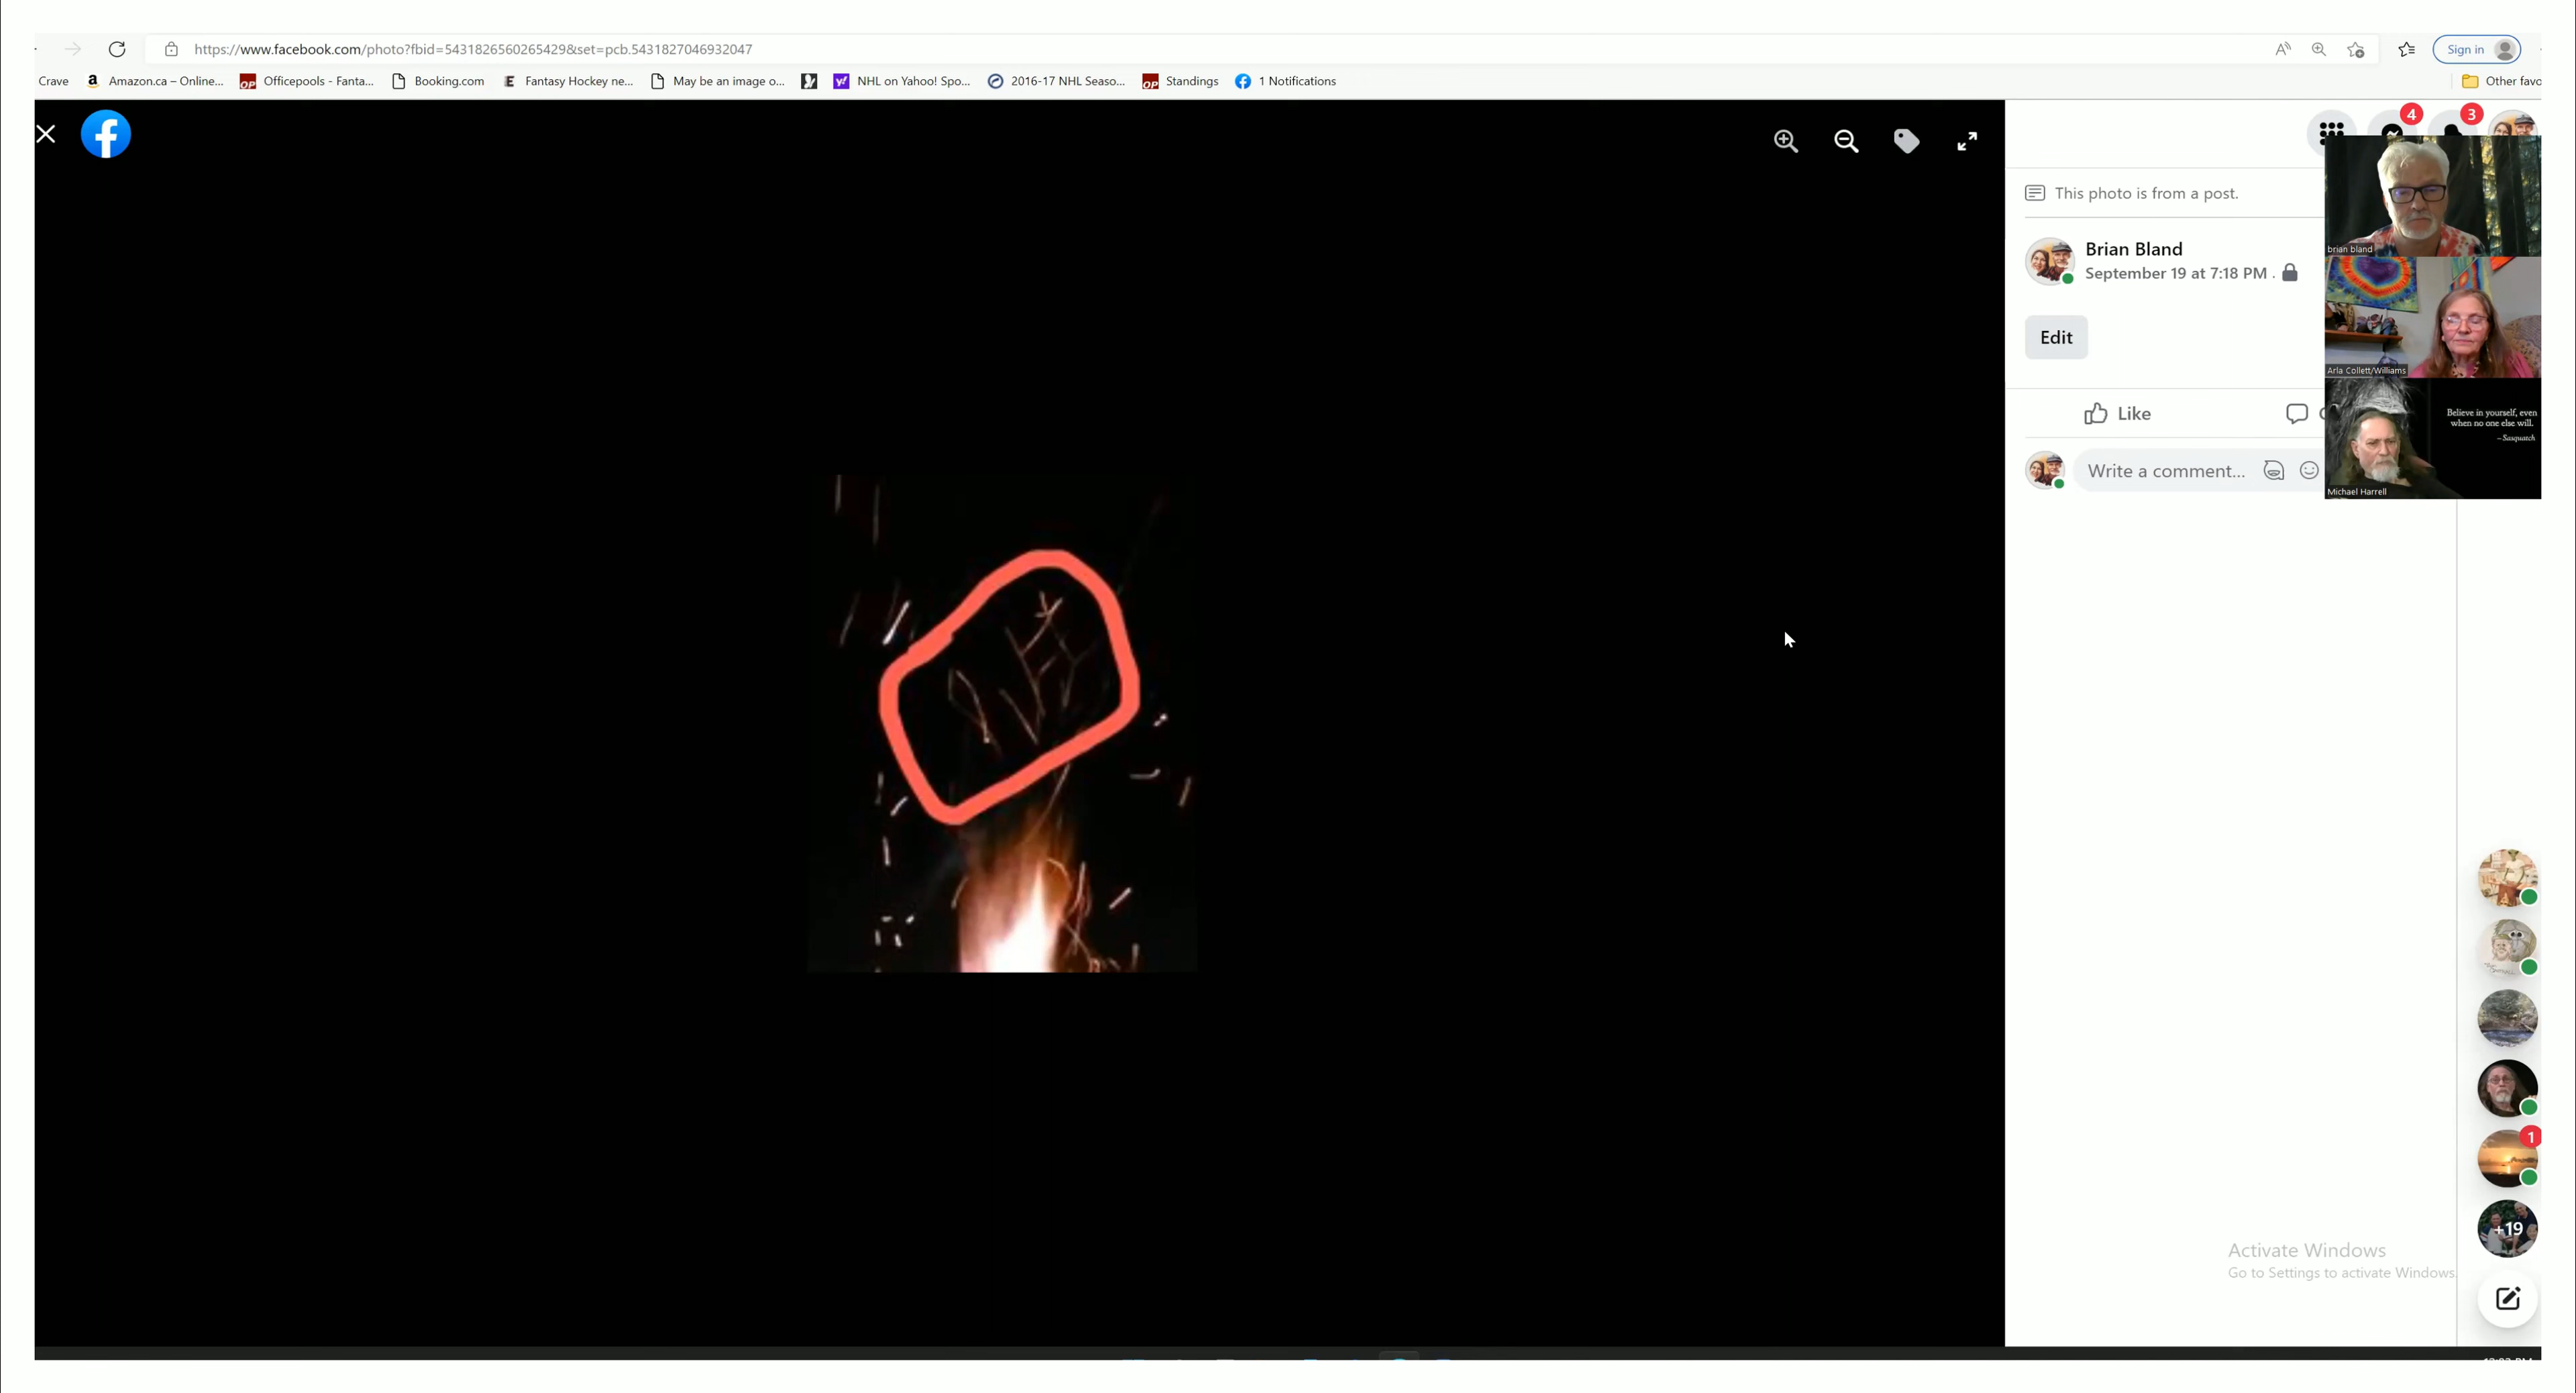 https://www.facebook.com/photo?fbid=5431826560265429&set=pcb.5431827046932047
Sign in
Crave
Amazon.ca – Online...
Officepools - Fanta...
Booking.com
Fantasy Hockey ne...
May be an image o...
NHL on Yahoo! Spo...
2016-17 NHL Seaso...
Standings
1 Notifications
Other favo
4
3
This photo is from a post.
brian bland
Brian Bland
September 19 at 7:18 PM .
Edit
Arla Collett/Williams
Like
Believe in yourself, even
when no one else will.
– Sasquatch
Write a comment...
Michael Harrell
1
+19
Activate Windows
Go to Settings to activate Windows.